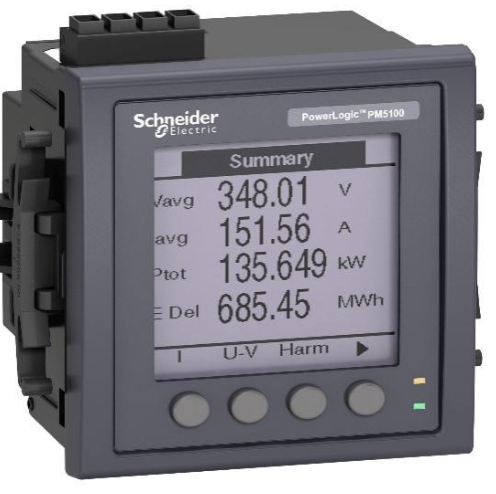 Schneider
Electric
PowerLogic™ PM5100
Summary
Vavg 348.01 V
Iavg 151.56 A
Ptot 135.649 kW
E Del 685.45 MWh
I U-V Harm ▶